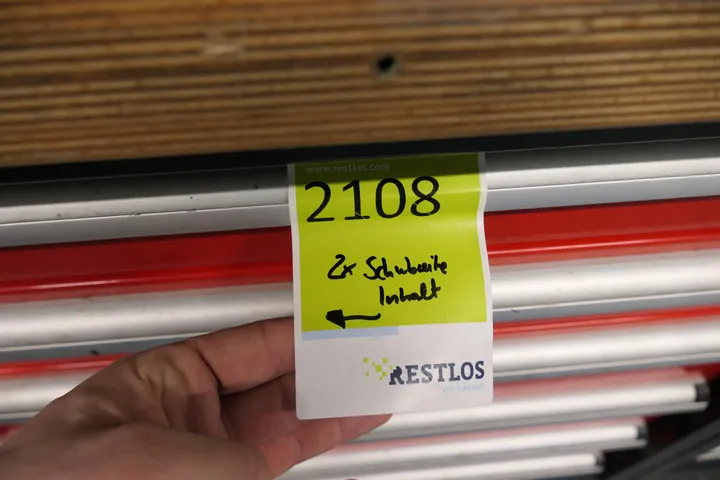 www.restlos.com
2108
2x Schubweite
Inhalt
RESTLOS